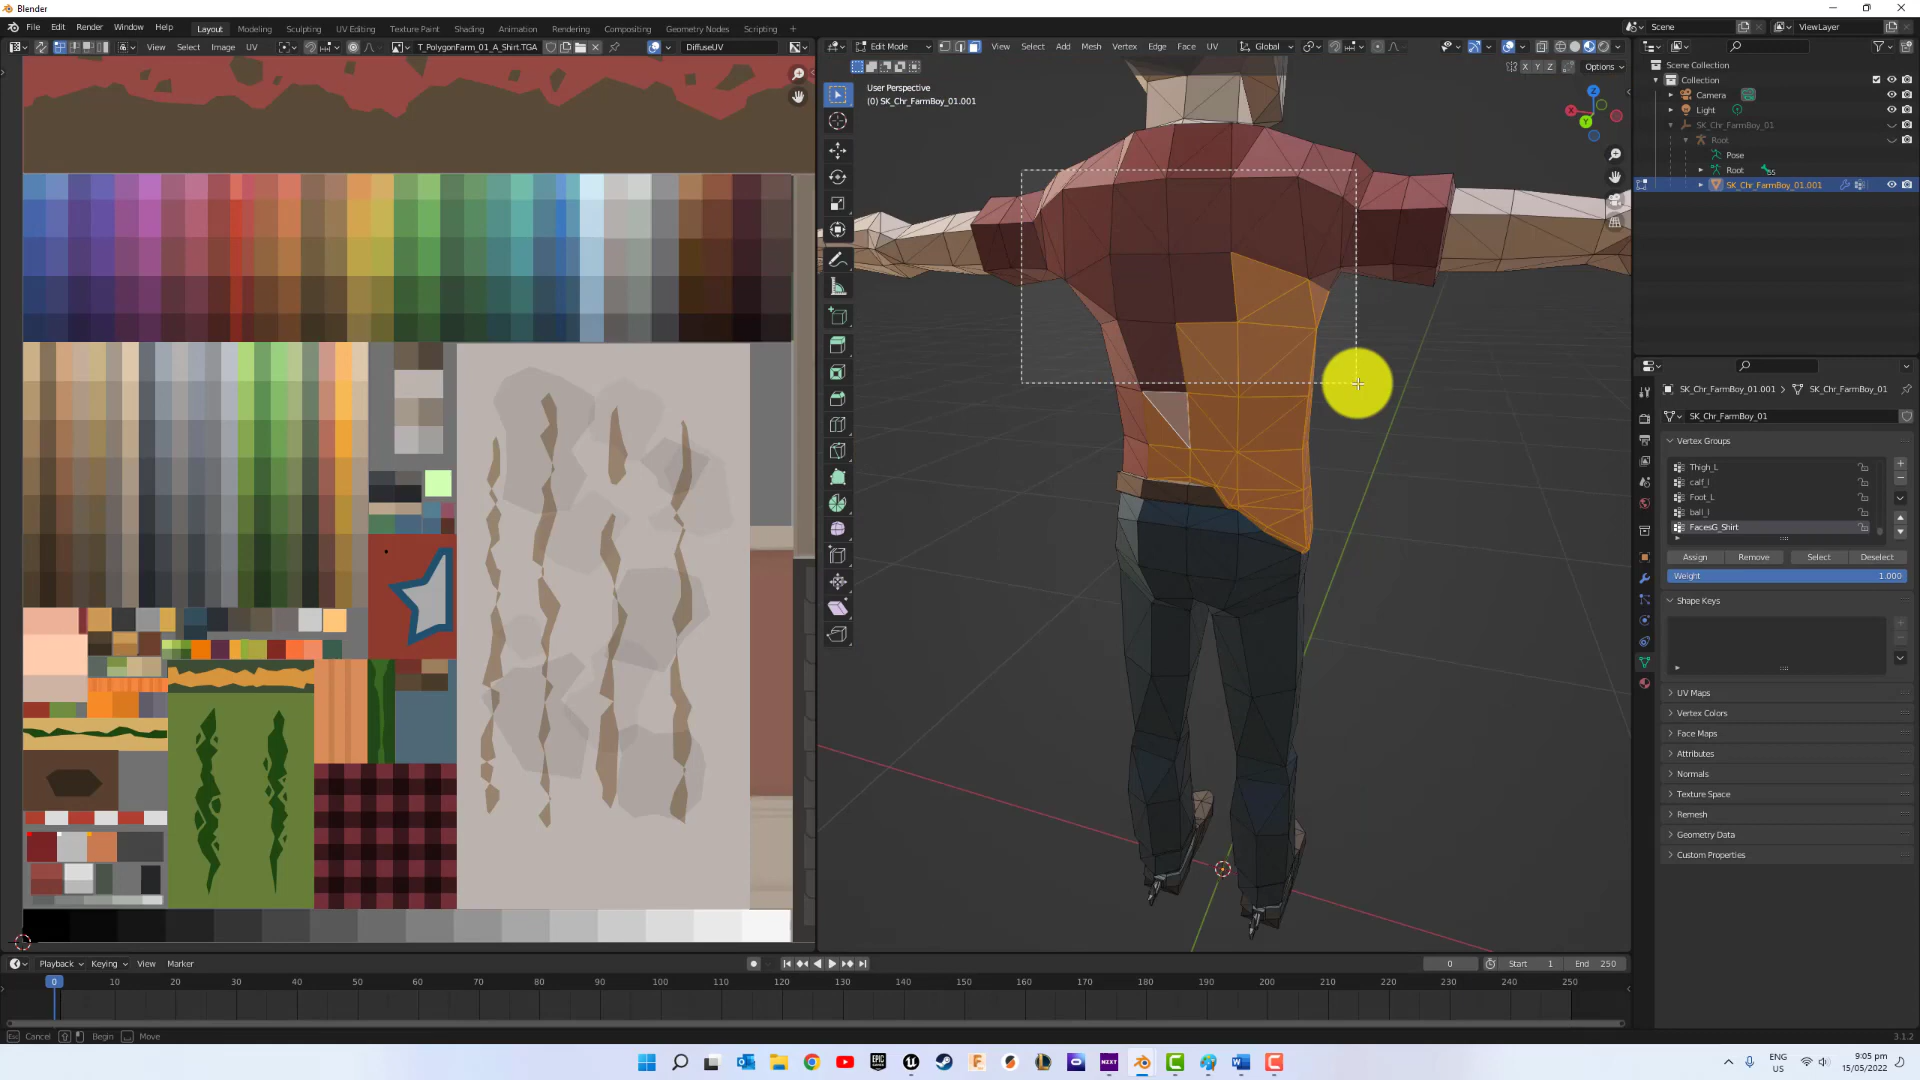 Blender
File Edit Render Window Help Layout Modeling Sculpting UV Editing Texture Paint Shading Animation Rendering Compositing Geometry Nodes Scripting + Scene ViewLayer
View Select Image UV T_PolygonFarm_01_A_Shirt.TGA DiffuseUV
Edit Mode View Select Add Mesh Vertex Edge Face UV Global
X Y Z Options
User Perspective
(0) SK_Chr_FarmBoy_01.001
X
Y
Z
Scene Collection
Collection
Camera
Light
SK_Chr_FarmBoy_01
Root
Pose
Root 55
SK_Chr_FarmBoy_01.001
SK_Chr_FarmBoy_01.001 > SK_Chr_FarmBoy_01
SK_Chr_FarmBoy_01
Vertex Groups
Thigh_L
calf_l
Foot_L
ball_l
FacesG_Shirt
Assign Remove Select Deselect
Weight 1.000
Shape Keys
UV Maps
Vertex Colors
Face Maps
Attributes
Normals
Texture Space
Remesh
Geometry Data
Custom Properties
Playback Keying View Marker 0 Start 1 End 250
0 10 20 30 40 50 60 70 80 90 100 110 120 130 140 150 160 170 180 190 200 210 220 230 240 250
Esc Cancel Begin Move 3.1.2
ENG
US
9:05 pm
15/05/2022